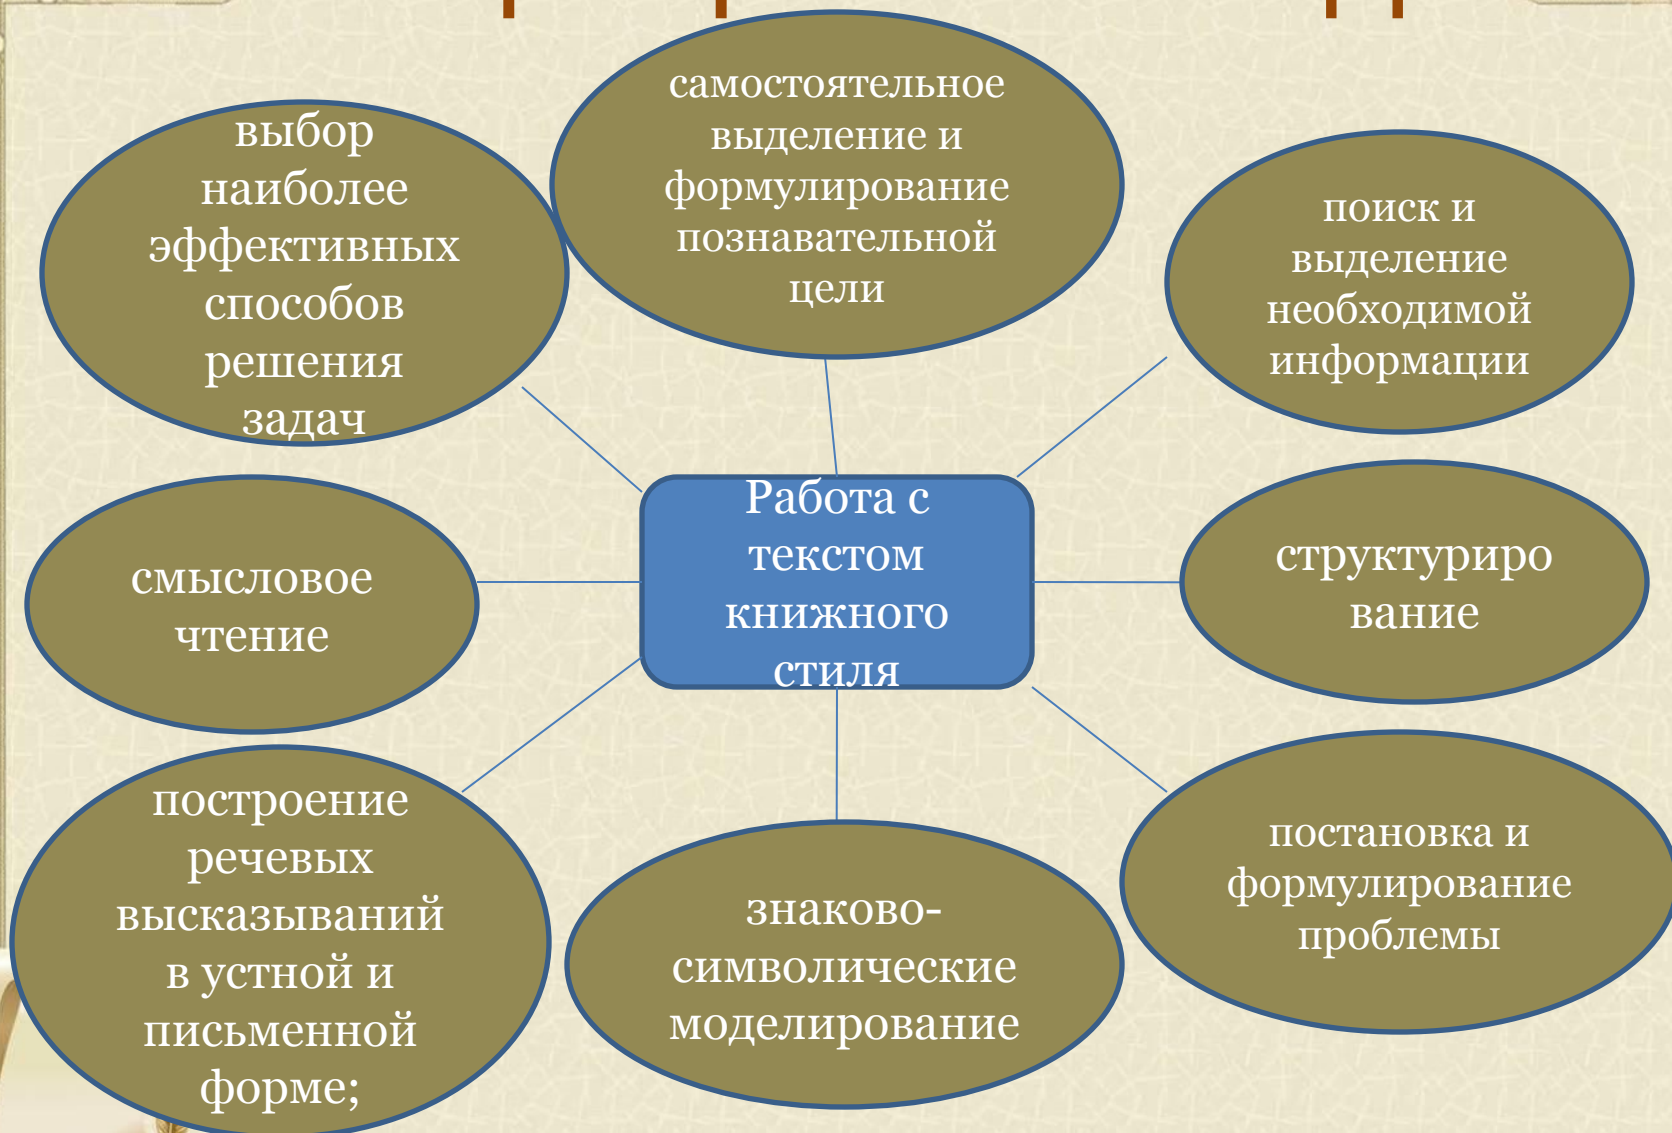 самостоятельное
выделение и
формулирование
познавательной
цели
выбор
наиболее
эффективных
способов
решения
задач
поиск и
выделение
необходимой
информации
Работа с
текстом
книжного
стиля
смысловое
чтение
структуриро
вание
построение
речевых
высказываний
в устной и
письменной
форме;
знаково-
символические
моделирование
постановка и
формулирование
проблемы